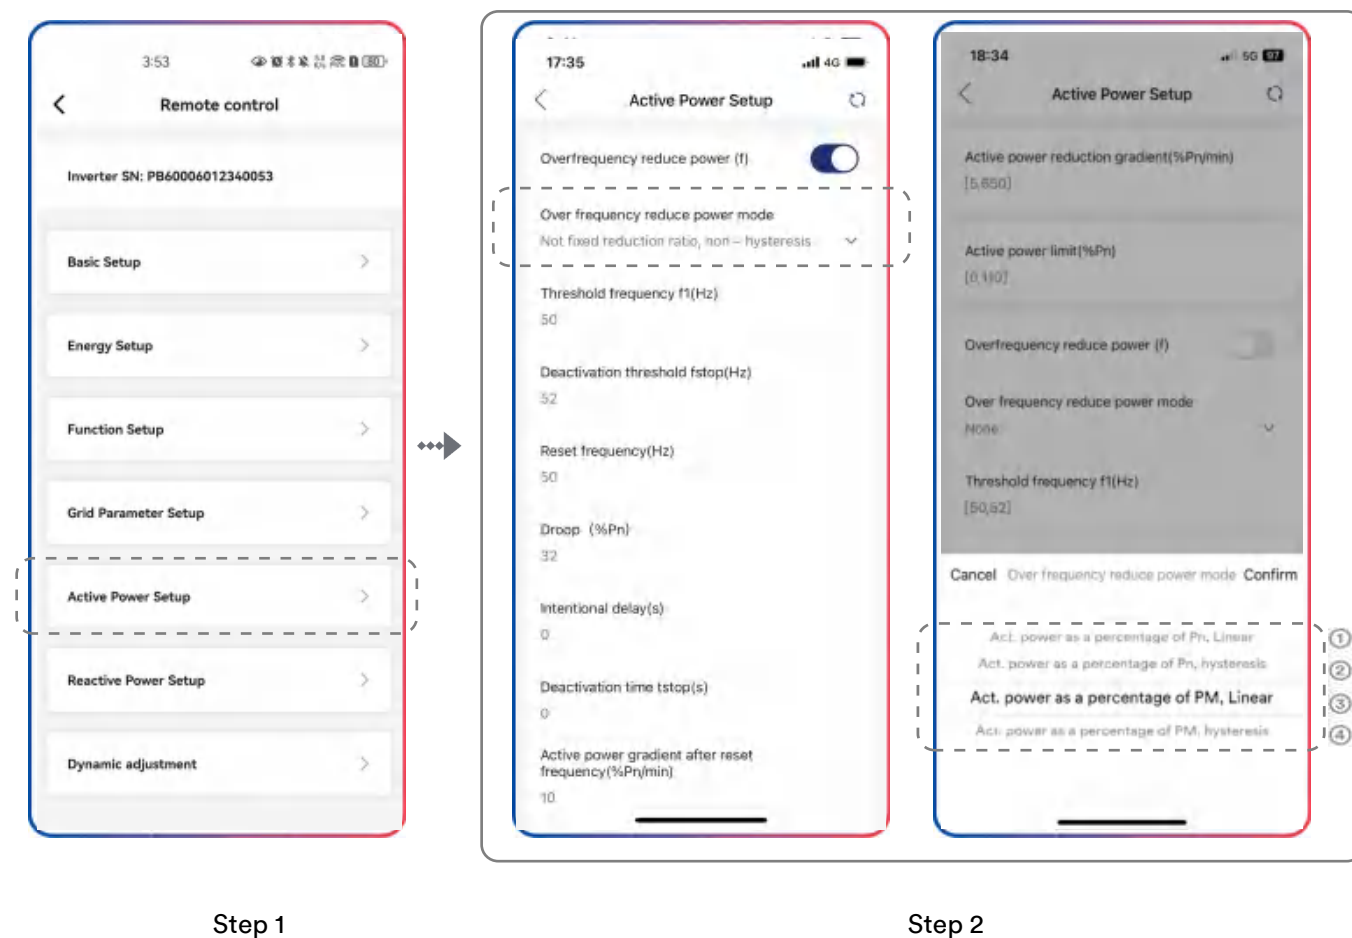 3:53
Remote control
Inverter SN: PB60006012340053
Basic Setup
Energy Setup
Function Setup
Grid Parameter Setup
Active Power Setup
Reactive Power Setup
Dynamic adjustment
Step 1
17:35
4G
Active Power Setup
Overfrequency reduce power (f)
Over frequency reduce power mode
Not fixed reduction ratio, non – hysteresis
Threshold frequency f1(Hz)
50
Deactivation threshold fstop(Hz)
52
Reset frequency(Hz)
50
Droop (%Pn)
32
Intentional delay(s)
0
Deactivation time tstop(s)
0
Active power gradient after reset
frequency(%Pn/min)
10
18:34
5G 97
Active Power Setup
Active power reduction gradient(%Pn/min)
[5,650]
Active power limit(%Pn)
[0,110]
Overfrequency reduce power (f)
Over frequency reduce power mode
None
Threshold frequency f1(Hz)
[50,52]
Cancel Over frequency reduce power mode Confirm
Act. power as a percentage of Pn, Linear ①
Act. power as a percentage of Pn, hysteresis ②
Act. power as a percentage of PM, Linear ③
Act. power as a percentage of PM, hysteresis ④
Step 2